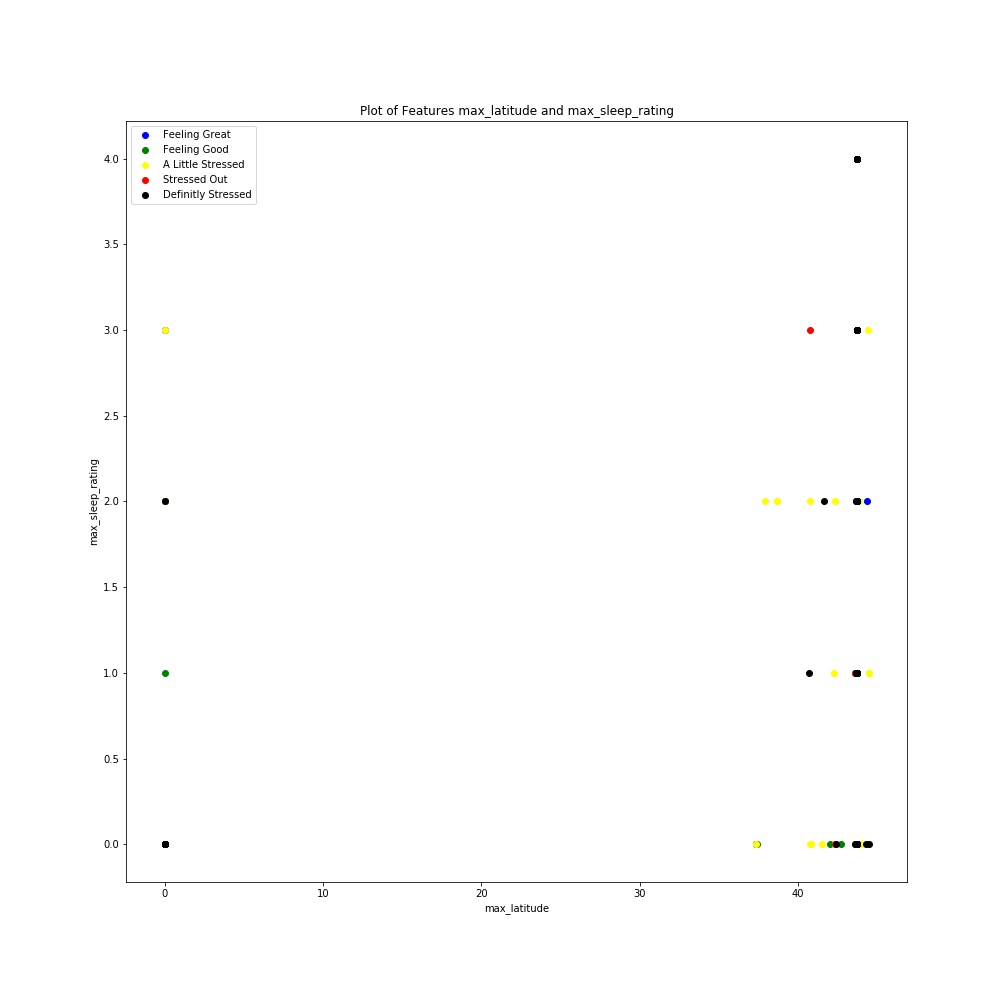 Plot of Features max_latitude and max_sleep_rating
Feeling Great
Feeling Good
A Little Stressed
Stressed Out
Definitly Stressed
4.0
3.5
3.0
2.5
2.0
1.5
1.0
0.5
0.0
max_sleep_rating
0 10 20 30 40
max_latitude